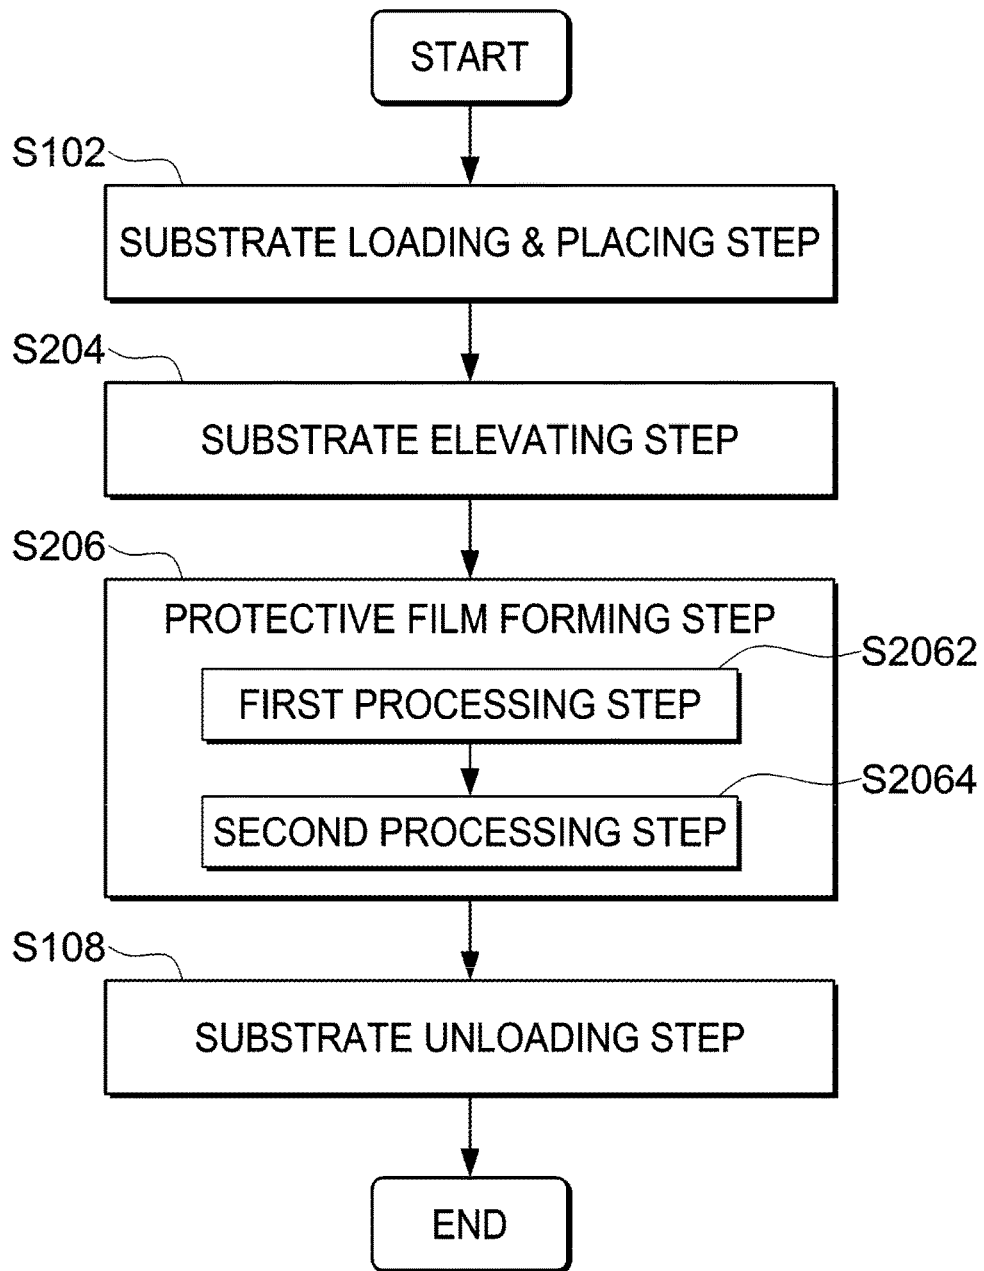 START
S102
SUBSTRATE LOADING & PLACING STEP
S204
SUBSTRATE ELEVATING STEP
S206
PROTECTIVE FILM FORMING STEP
S2062
FIRST PROCESSING STEP
S2064
SECOND PROCESSING STEP
S108
SUBSTRATE UNLOADING STEP
END